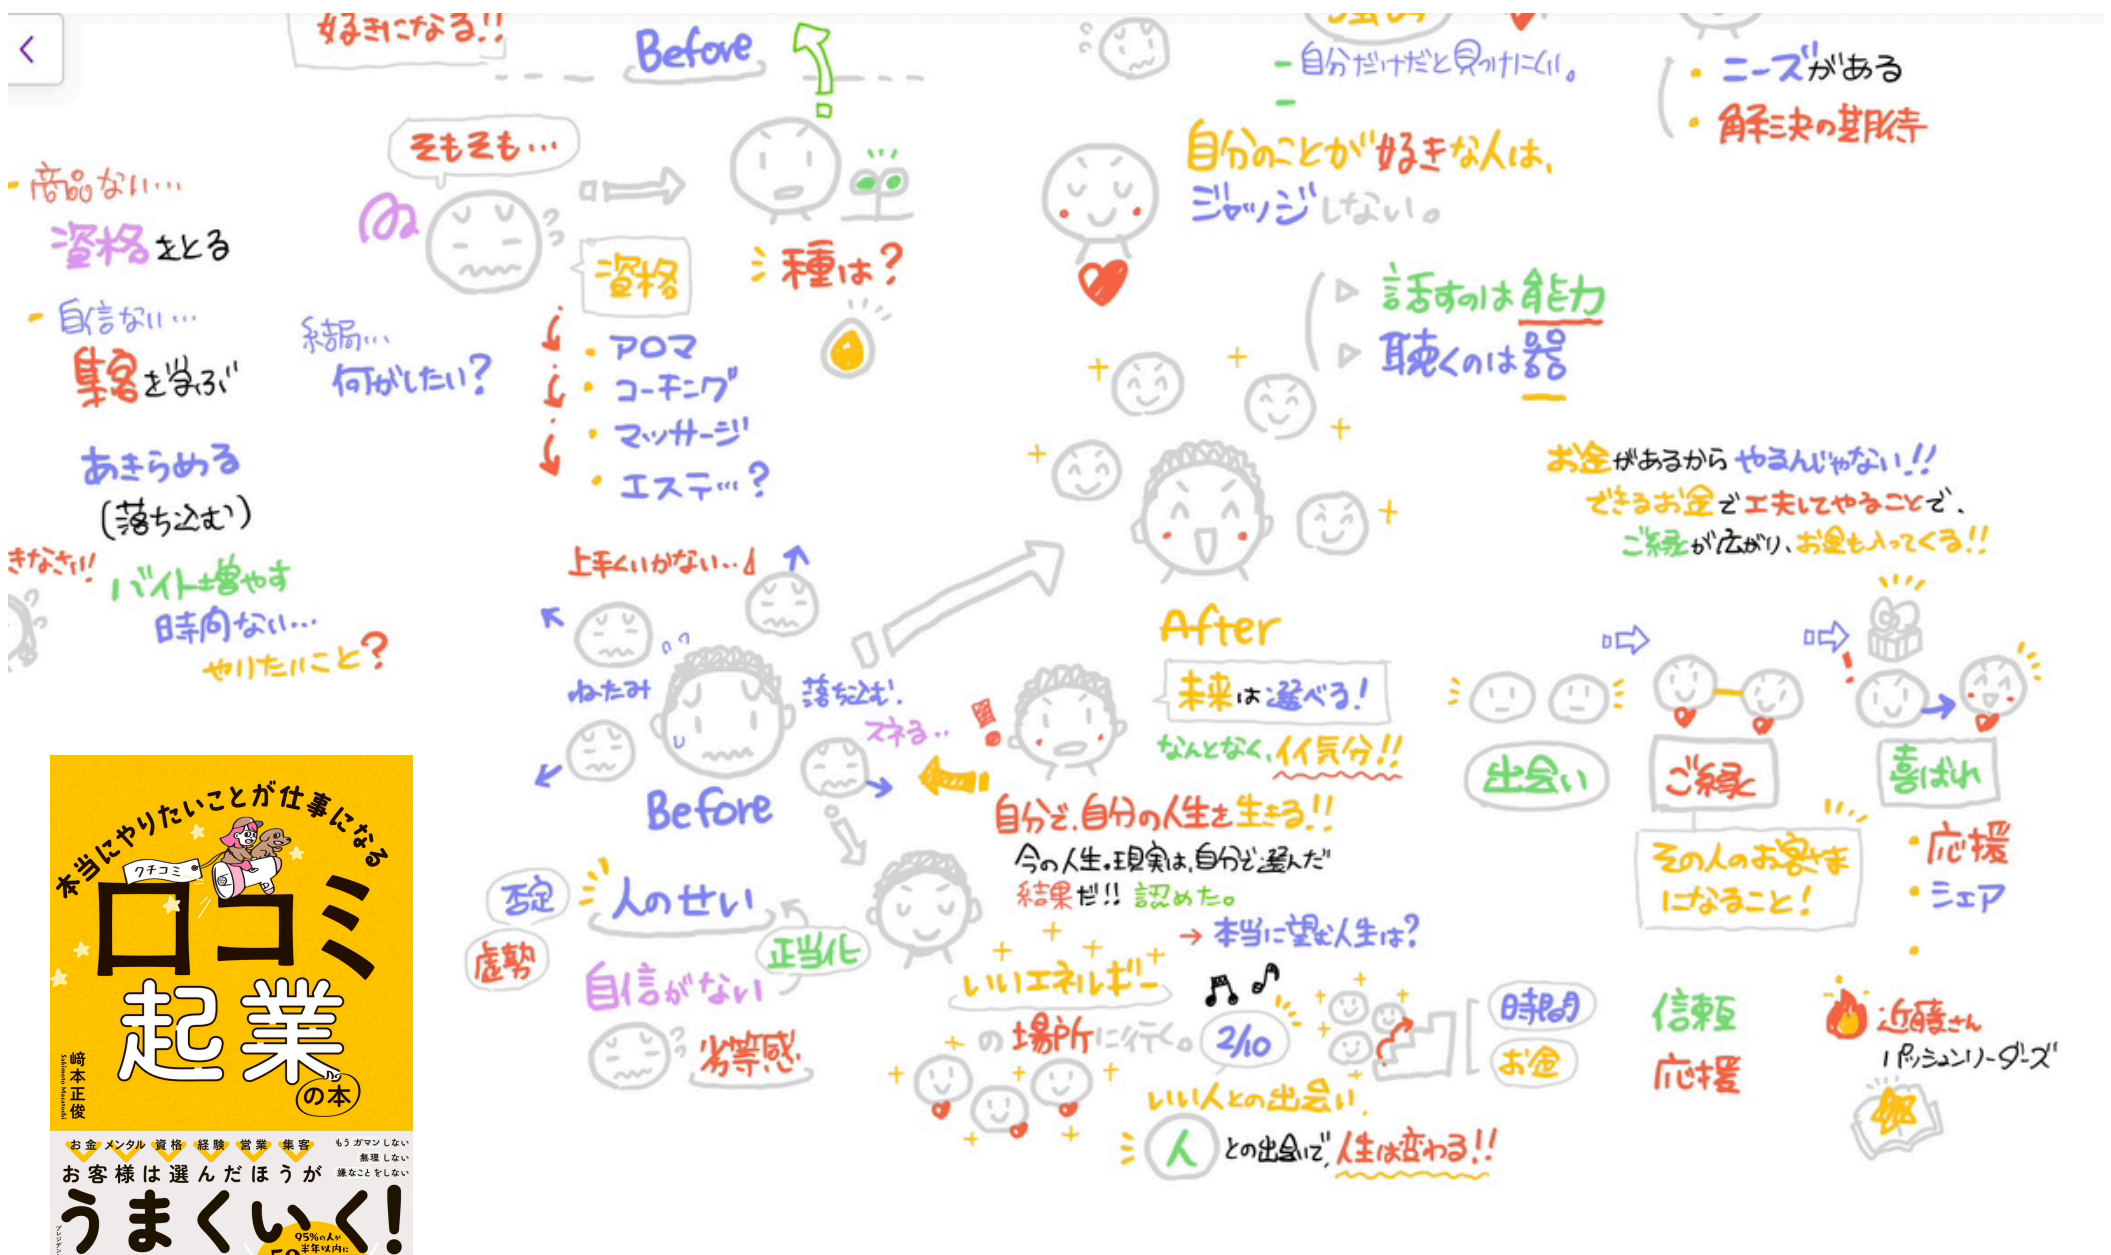 好きになる!!
Before
自分だけだと見つけにくい。
ニーズがある
解決の期待
そもそも…
商品ない…
資格をとる
自信ない…
集客を学ぶ
あきらめる
(落ち込む)
きなさい!!
バイト増やす
時間ない…
やりたいこと?
結局…
何がしたい?
資格
アロマ
コーチング
マッサージ
エステ…?
種は?
自分のことが好きな人は、
ジャッジしない。
話すのは能力
聴くのは器
お金があるからやるんじゃない!!
できるお金で工夫してやることで、
ご縁が広がり、お金も入ってくる!!
上手くいかない…
ねたみ
落ち込む。
スネる…
Before
After
未来は選べる!
なんとなく、イイ気分!!
自分で、自分の人生を生きる!!
今の人生。現実は、自分で選んだ
結果だ!! 認めた。
→ 本当に望む人生は?
否定
虚勢
人のせい
正当化
自信がない
劣等感
いいエネルギー
の場所に行く。
2/10
時間
お金
いい人との出会い、
人との出会いで、人生は変わる!!
出会い
ご縁
喜ばれ
その人のお客さま
になること!
応援
シェア
信頼
応援
近藤さん
パッションリーダーズ
本当にやりたいことが仕事になる
クチコミ
口コミ
起業
の本
﨑本正俊
Sakimoto Masatoshi
お金 メンタル 資格 経験 営業 集客
もうガマンしない
無理しない
嫌なことをしない
お客様は選んだほうが
うまくいく!
95%の人が
半年以内に